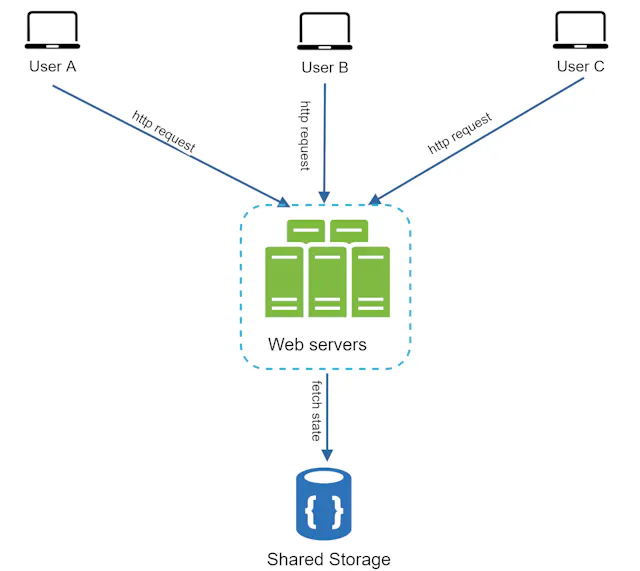 User A
User B
User C
http request
http request
http request
Web servers
fetch state
{ }
Shared Storage